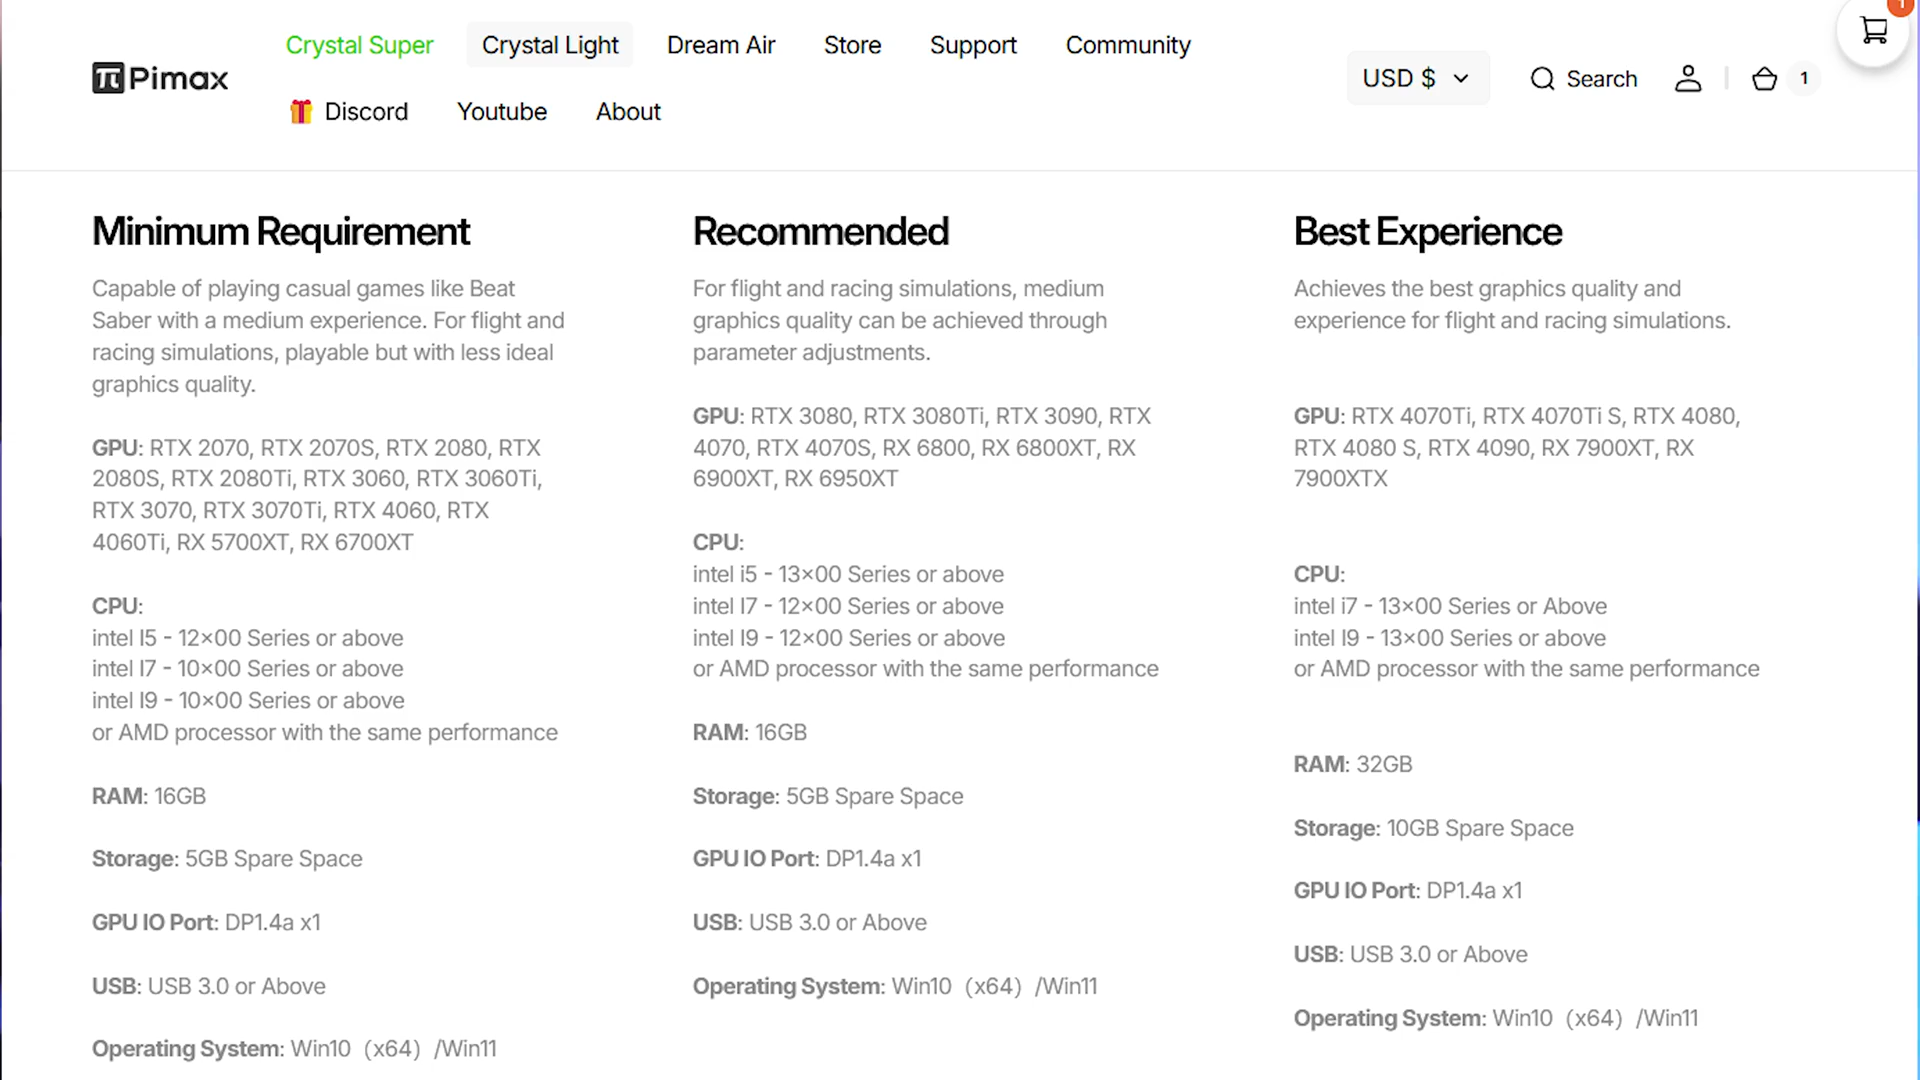 Crystal Super Crystal Light Dream Air Store Support Community
Pimax
USD $ Search 1
1
Discord Youtube About
Minimum Requirement
Capable of playing casual games like Beat
Saber with a medium experience. For flight and
racing simulations, playable but with less ideal
graphics quality.
GPU: RTX 2070, RTX 2070S, RTX 2080, RTX
2080S, RTX 2080Ti, RTX 3060, RTX 3060Ti,
RTX 3070, RTX 3070Ti, RTX 4060, RTX
4060Ti, RX 5700XT, RX 6700XT
CPU:
intel I5 - 12×00 Series or above
intel I7 - 10×00 Series or above
intel I9 - 10×00 Series or above
or AMD processor with the same performance
RAM: 16GB
Storage: 5GB Spare Space
GPU IO Port: DP1.4a x1
USB: USB 3.0 or Above
Operating System: Win10（x64）/Win11
Recommended
For flight and racing simulations, medium
graphics quality can be achieved through
parameter adjustments.
GPU: RTX 3080, RTX 3080Ti, RTX 3090, RTX
4070, RTX 4070S, RX 6800, RX 6800XT, RX
6900XT, RX 6950XT
CPU:
intel i5 - 13×00 Series or above
intel I7 - 12×00 Series or above
intel I9 - 12×00 Series or above
or AMD processor with the same performance
RAM: 16GB
Storage: 5GB Spare Space
GPU IO Port: DP1.4a x1
USB: USB 3.0 or Above
Operating System: Win10（x64）/Win11
Best Experience
Achieves the best graphics quality and
experience for flight and racing simulations.
GPU: RTX 4070Ti, RTX 4070Ti S, RTX 4080,
RTX 4080 S, RTX 4090, RX 7900XT, RX
7900XTX
CPU:
intel i7 - 13×00 Series or Above
intel I9 - 13×00 Series or above
or AMD processor with the same performance
RAM: 32GB
Storage: 10GB Spare Space
GPU IO Port: DP1.4a x1
USB: USB 3.0 or Above
Operating System: Win10（x64）/Win11